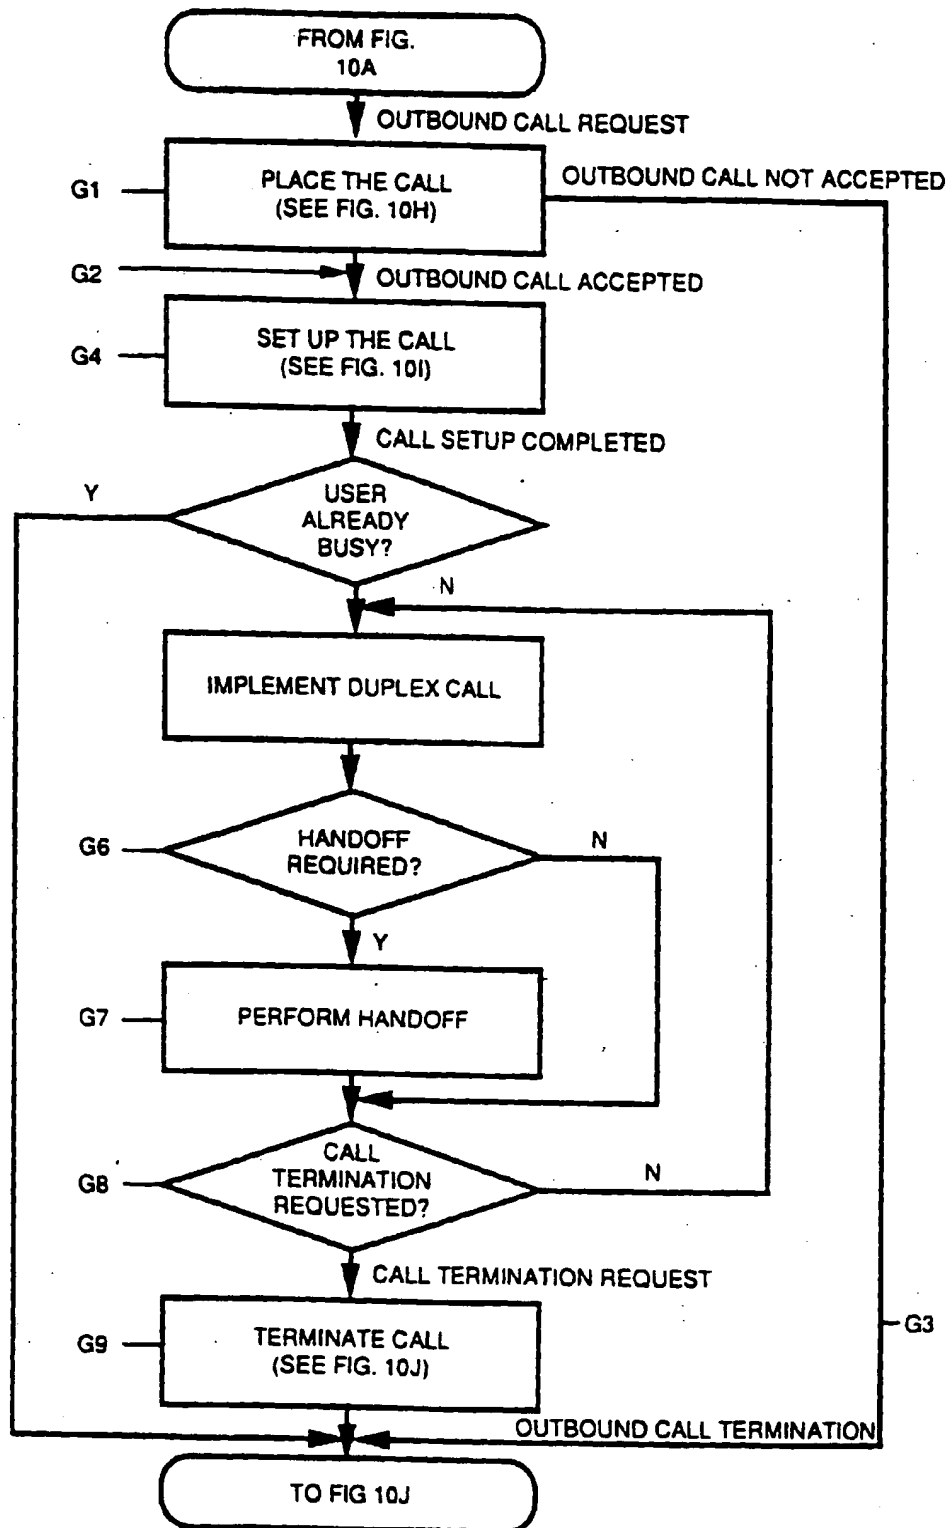 FROM FIG.
10A
OUTBOUND CALL REQUEST
G1
PLACE THE CALL
(SEE FIG. 10H)
OUTBOUND CALL NOT ACCEPTED
G2
OUTBOUND CALL ACCEPTED
G4
SET UP THE CALL
(SEE FIG. 10I)
CALL SETUP COMPLETED
Y
USER
ALREADY
BUSY?
N
IMPLEMENT DUPLEX CALL
G6
HANDOFF
REQUIRED?
N
Y
G7
PERFORM HANDOFF
G8
CALL
TERMINATION
REQUESTED?
N
CALL TERMINATION REQUEST
G9
TERMINATE CALL
(SEE FIG. 10J)
G3
OUTBOUND CALL TERMINATION
TO FIG 10J